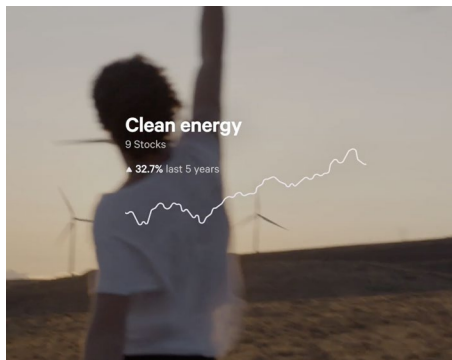 Clean energy
9 Stocks
▲ 32.7% last 5 years